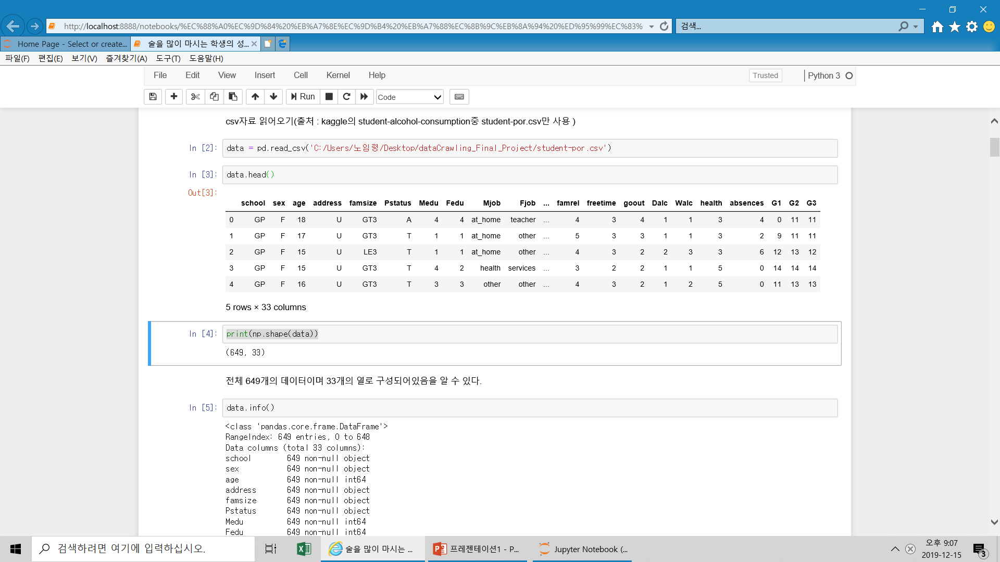 http://localhost:8888/notebooks/%EC%88%A0%EC%9D%84%20%EB%A7%8E%EC%9D%B4%20%EB%A7%88%EC%8B%9C%EB%8A%94%20%ED%95%99%EC%83%
검색...
Home Page - Select or create...
술을 많이 마시는 학생의 성...
파일(F) 편집(E) 보기(V) 즐겨찾기(A) 도구(T) 도움말(H)
File Edit View Insert Cell Kernel Help Trusted Python 3
Run Code
csv자료 읽어오기(출처 : kaggle의 student-alcohol-consumption중 student-por.csv만 사용 )
In [2]: data = pd.read_csv('C:/Users/노임령/Desktop/dataCrawling_Final_Project/student-por.csv')
In [3]: data.head()
Out[3]:
school sex age address famsize Pstatus Medu Fedu Mjob Fjob ... famrel freetime goout Dalc Walc health absences G1 G2 G3
0 GP F 18 U GT3 A 4 4 at_home teacher ... 4 3 4 1 1 3 4 0 11 11
1 GP F 17 U GT3 T 1 1 at_home other ... 5 3 3 1 1 3 2 9 11 11
2 GP F 15 U LE3 T 1 1 at_home other ... 4 3 2 2 3 3 6 12 13 12
3 GP F 15 U GT3 T 4 2 health services ... 3 2 2 1 1 5 0 14 14 14
4 GP F 16 U GT3 T 3 3 other other ... 4 3 2 1 2 5 0 11 13 13
5 rows × 33 columns
In [4]: print(np.shape(data))
(649, 33)
전체 649개의 데이터이며 33개의 열로 구성되어있음을 알 수 있다.
In [5]: data.info()
<class 'pandas.core.frame.DataFrame'>
RangeIndex: 649 entries, 0 to 648
Data columns (total 33 columns):
school 649 non-null object
sex 649 non-null object
age 649 non-null int64
address 649 non-null object
famsize 649 non-null object
Pstatus 649 non-null object
Medu 649 non-null int64
Fedu 649 non-null int64
검색하려면 여기에 입력하십시오.
술을 많이 마시는 ...
프레젠테이션1 - P...
Jupyter Notebook (...
오후 9:07
2019-12-15
3